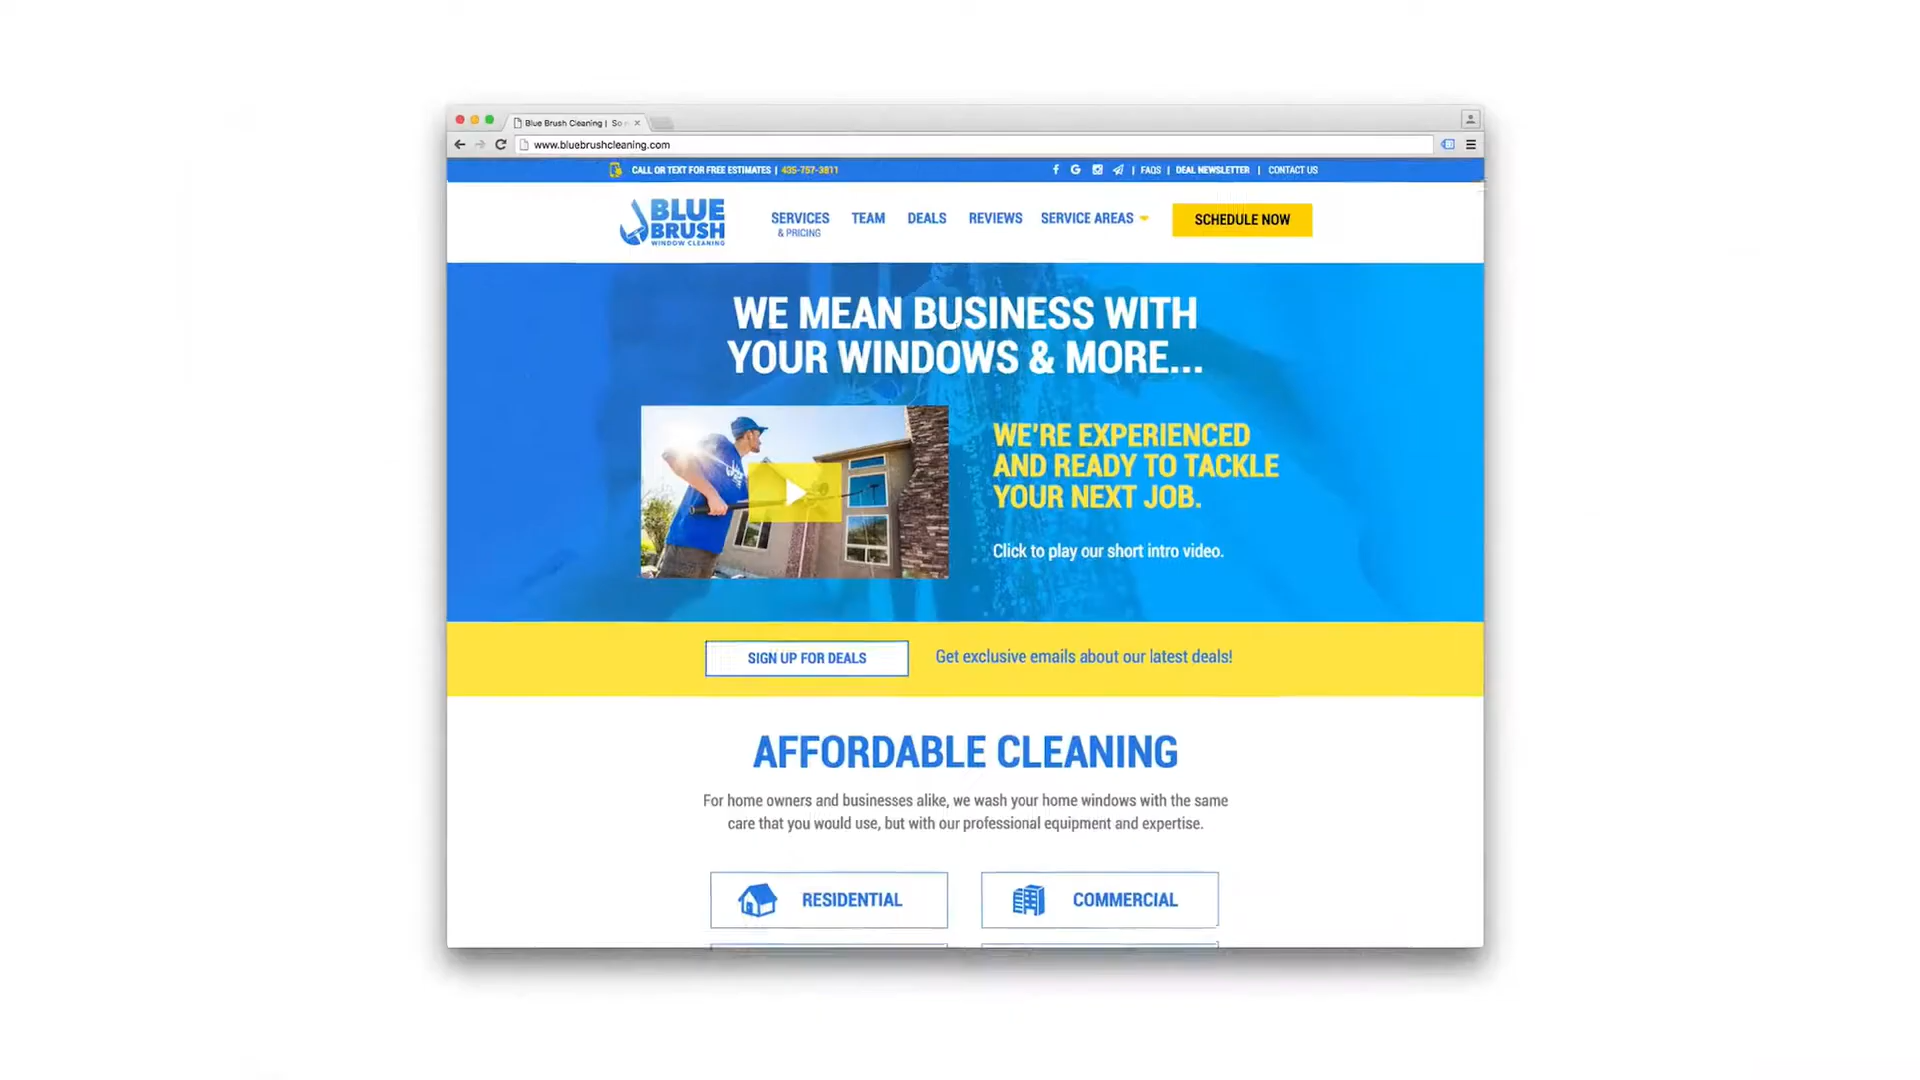 Blue Brush Cleaning | So
www.bluebrushcleaning.com
CALL OR TEXT FOR FREE ESTIMATES | 435-757-3811
| FAQS | DEAL NEWSLETTER | CONTACT US
BLUE
BRUSH
WINDOW CLEANING
SERVICES
& PRICING
TEAM
DEALS
REVIEWS
SERVICE AREAS
SCHEDULE NOW
WE MEAN BUSINESS WITH
YOUR WINDOWS & MORE...
WE'RE EXPERIENCED
AND READY TO TACKLE
YOUR NEXT JOB.
Click to play our short intro video.
SIGN UP FOR DEALS
Get exclusive emails about our latest deals!
AFFORDABLE CLEANING
For home owners and businesses alike, we wash your home windows with the same
care that you would use, but with our professional equipment and expertise.
RESIDENTIAL
COMMERCIAL